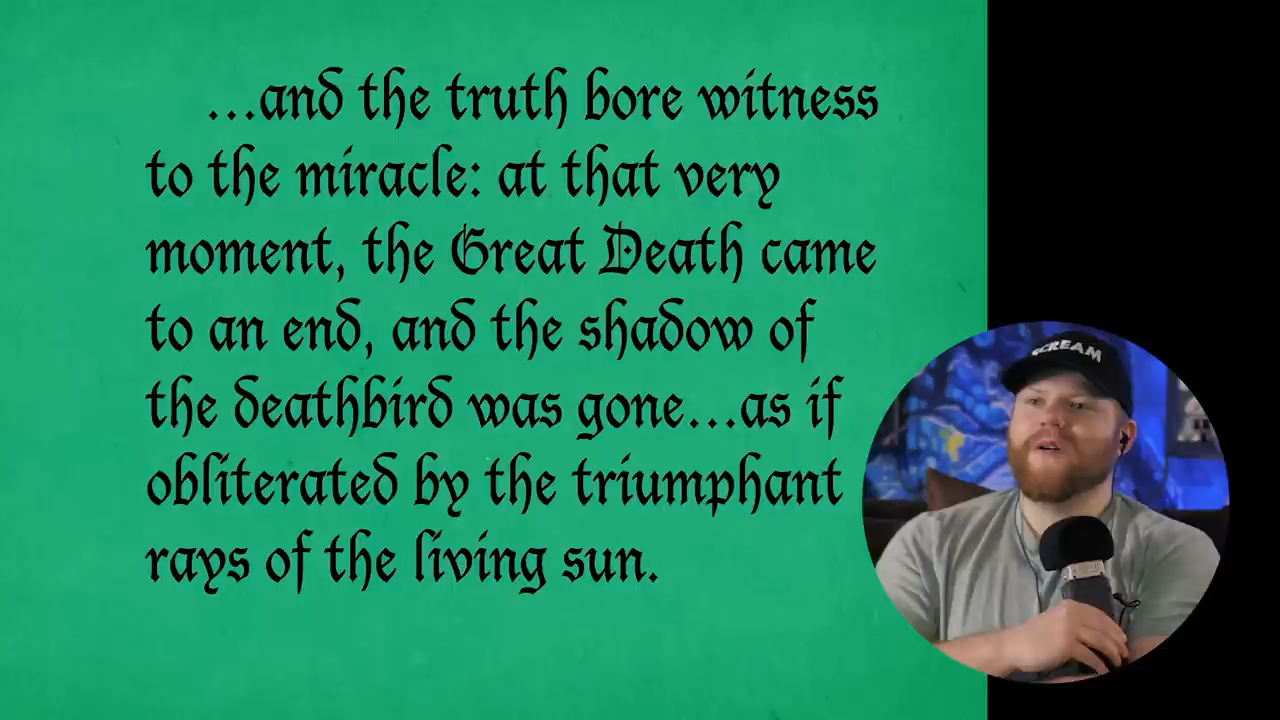 ...and the truth bore witness
to the miracle: at that very
moment, the Great Death came
to an end, and the shadow of
the deathbird was gone...as if
obliterated by the triumphant
rays of the living sun.
SCREAM